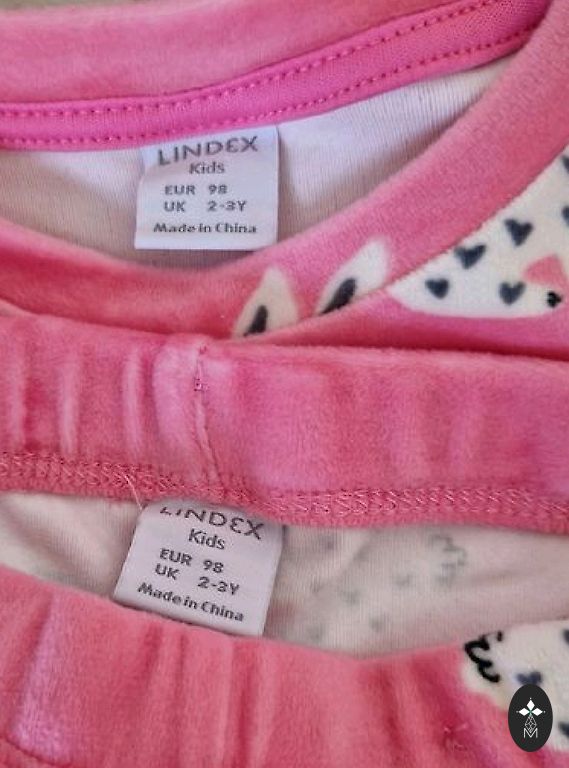 LINDEX
Kids
EUR 98
UK 2-3Y
Made in China
LINDEX
Kids
EUR 98
UK 2-3Y
Made in China
M